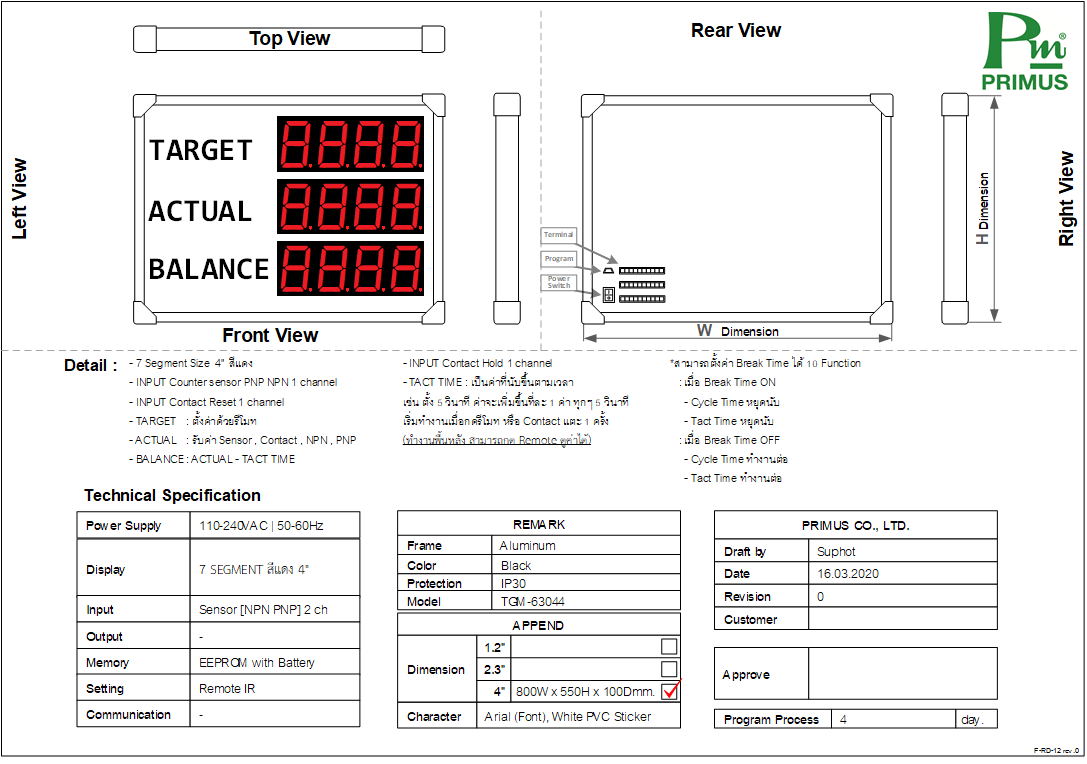 Top View
Rear View
Pm®
PRIMUS
Left View
TARGET 8.8.8.8.
ACTUAL 8.8.8.8.
BALANCE 8.8.8.8.
Front View
Terminal
Program
Power
Switch
W Dimension
H Dimension
Right View
Detail :
- 7 Segment Size 4" สีแดง
- INPUT Counter sensor PNP NPN 1 channel
- INPUT Contact Reset 1 channel
- TARGET : ตั้งค่าด้วยรีโมท
- ACTUAL : รับค่า Sensor , Contact , NPN , PNP
- BALANCE : ACTUAL - TACT TIME
- INPUT Contact Hold 1 channel
- TACT TIME : เป็นค่าที่นับขึ้นตามเวลา
เช่น ตั้ง 5 วินาที ค่าจะเพิ่มขึ้นทีละ 1 ค่า ทุกๆ 5 วินาที
เริ่มทำงานเมื่อกดรีโมท หรือ Contact แตะ 1 ครั้ง
(ทำงานพื้นหลัง สามารถกด Remote ดูค่าได้)
*สามารถตั้งค่า Break Time ได้ 10 Function
: เมื่อ Break Time ON
- Cycle Time หยุดนับ
- Tact Time หยุดนับ
: เมื่อ Break Time OFF
- Cycle Time ทำงานต่อ
- Tact Time ทำงานต่อ
Technical Specification
Power Supply 110-240VAC | 50-60Hz
Display 7 SEGMENT สีแดง 4"
Input Sensor [NPN PNP] 2 ch
Output -
Memory EEPROM with Battery
Setting Remote IR
Communication -
REMARK
Frame Aluminum
Color Black
Protection IP30
Model TGM-63044
APPEND
Dimension
1.2"
2.3"
4" 800W x 550H x 100Dmm.
Character Arial (Font), White PVC Sticker
PRIMUS CO., LTD.
Draft by Suphot
Date 16.03.2020
Revision 0
Customer
Approve
Program Process 4 day.
F-RD-12 rev.0